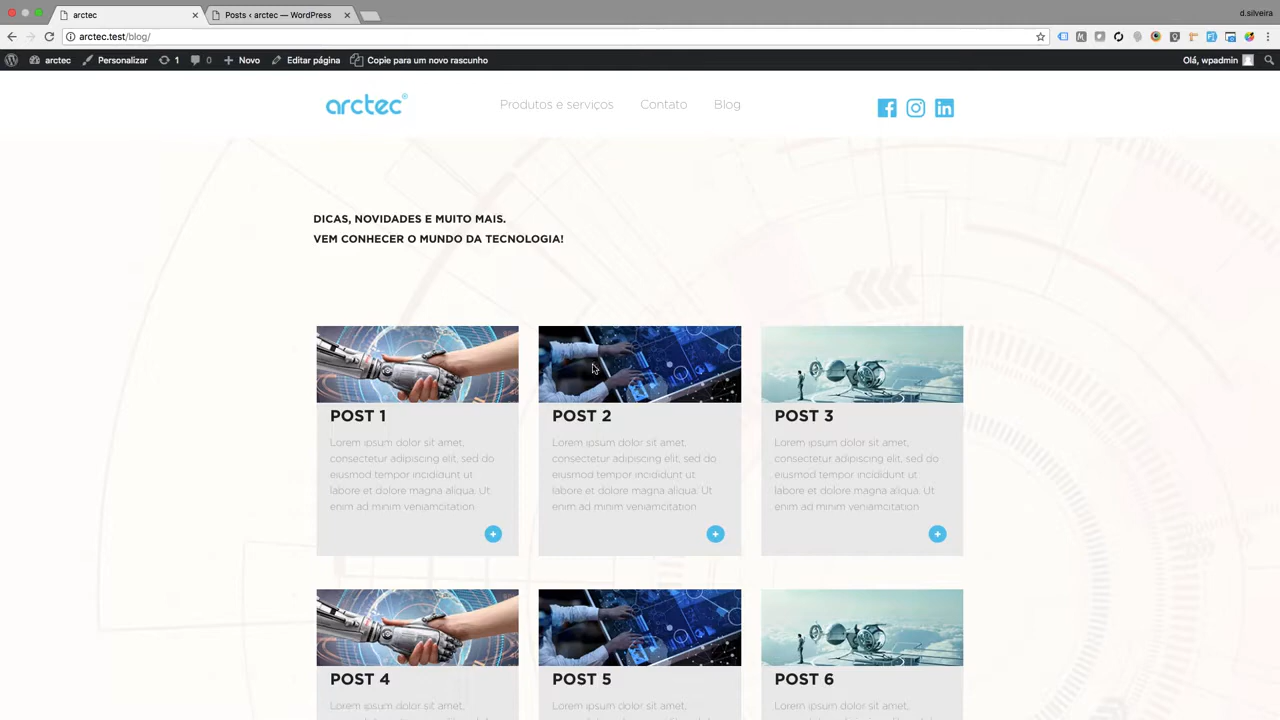 arctec
Posts ‹ arctec — WordPress
d.silveira
arctec.test/blog/
arctec
Personalizar
1
0
Novo
Editar página
Copie para um novo rascunho
Olá, wpadmin
arctec®
Produtos e serviços
Contato
Blog
DICAS, NOVIDADES E MUITO MAIS.
VEM CONHECER O MUNDO DA TECNOLOGIA!
POST 1
Lorem ipsum dolor sit amet,
consectetur adipiscing elit, sed do
eiusmod tempor incididunt ut
labore et dolore magna aliqua. Ut
enim ad minim veniamcitation
+
POST 2
Lorem ipsum dolor sit amet,
consectetur adipiscing elit, sed do
eiusmod tempor incididunt ut
labore et dolore magna aliqua. Ut
enim ad minim veniamcitation
+
POST 3
Lorem ipsum dolor sit amet,
consectetur adipiscing elit, sed do
eiusmod tempor incididunt ut
labore et dolore magna aliqua. Ut
enim ad minim veniamcitation
+
POST 4
Lorem ipsum dolor sit amet,
POST 5
Lorem ipsum dolor sit amet,
POST 6
Lorem ipsum dolor sit amet,